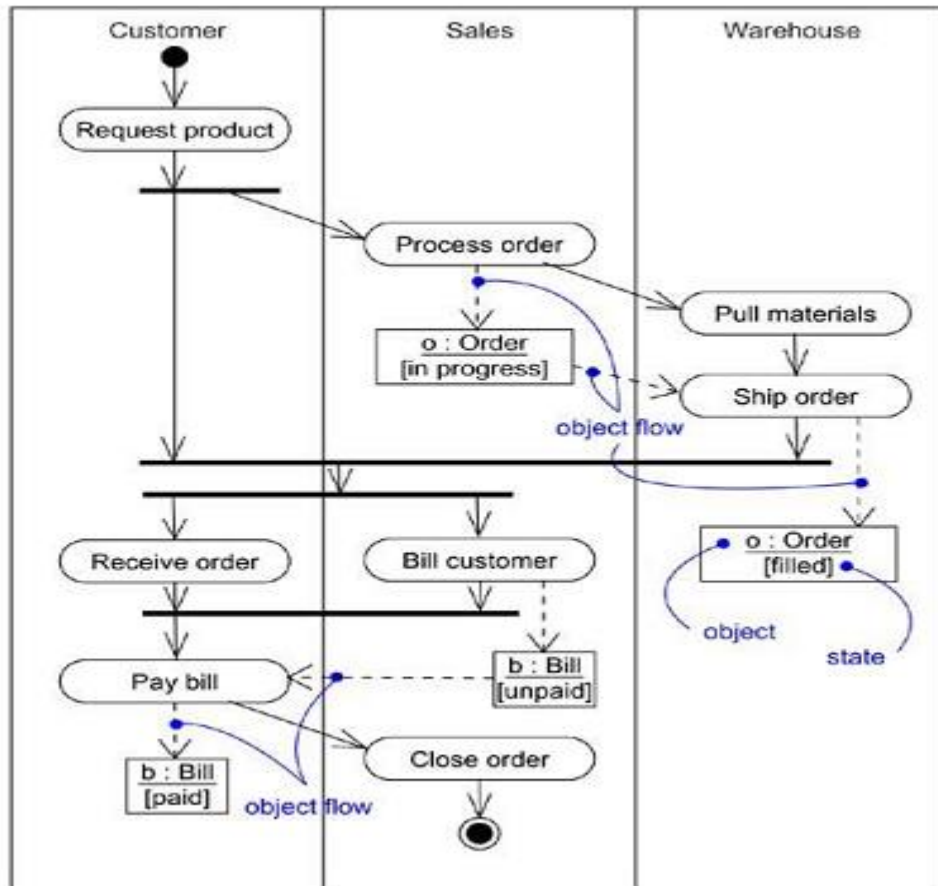 Customer
Sales
Warehouse
Request product
Process order
Pull materials
o : Order
[in progress]
Ship order
object flow
Receive order
Bill customer
o : Order
[filled]
object
state
Pay bill
b : Bill
[unpaid]
Close order
b : Bill
[paid]
object flow